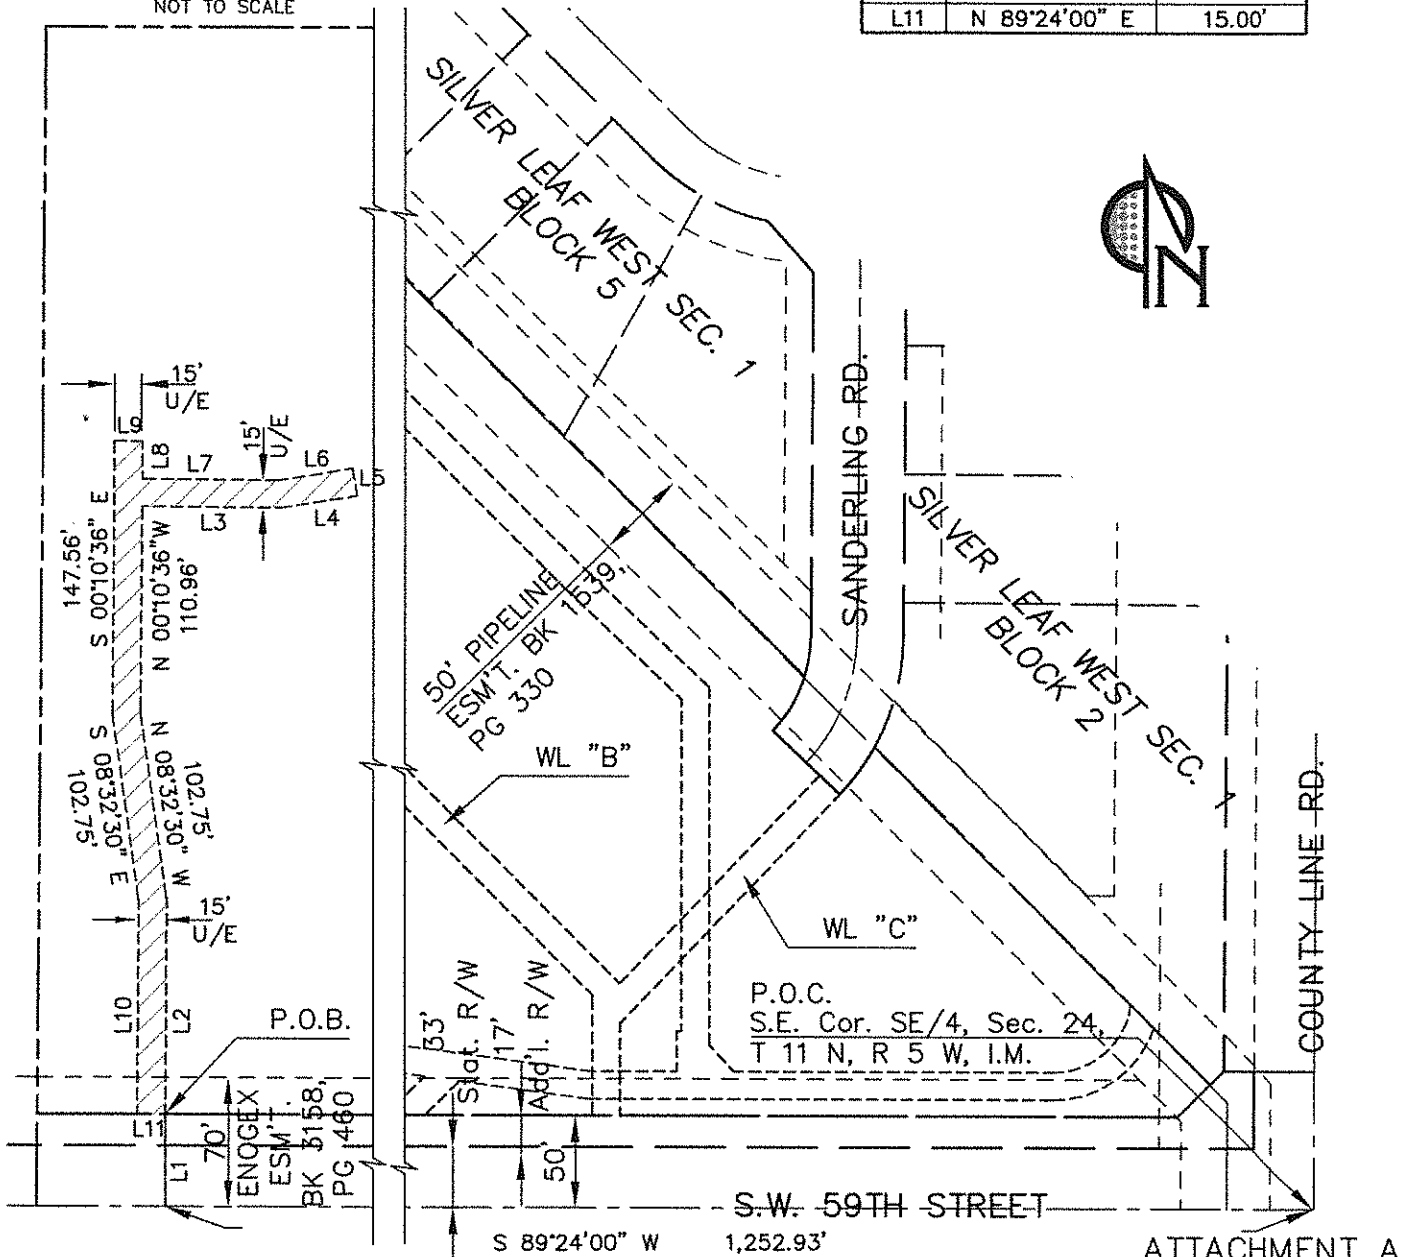 NOT TO SCALE
L11 N 89°24'00" E 15.00'
SILVER LEAF WEST SEC. 1
BLOCK 5
N
15'
U/E
L9
L8
L7
15'
U/E
L6
L5
L3
L4
147.56'
S 00°10'36" E
N 00°10'36"W
110.96'
SANDERLING RD.
SILVER LEAF WEST SEC. 1
BLOCK 2
50' PIPELINE
ESM'T. BK 1639,
PG 330
S 08°32'30" E
102.75'
N 08°32'30" W
102.75'
WL "B"
WL "C"
COUNTY LINE RD.
15'
U/E
L10
L2
P.O.B.
33'
Stat. R/W
17'
Add'l. R/W
P.O.C.
S.E. Cor. SE/4, Sec. 24,
T 11 N, R 5 W, I.M.
L11
L1
70'
ENOGEX
ESM'T
BK 3158,
PG 460
50'
S.W. 59TH STREET
S 89°24'00" W 1,252.93'
ATTACHMENT A